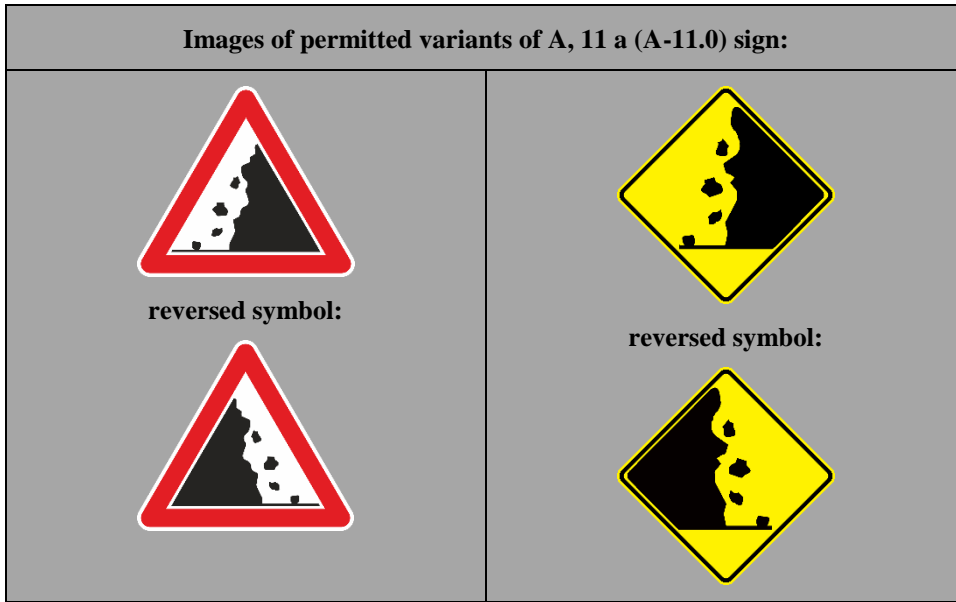 Images of permitted variants of A, 11 a (A-11.0) sign:
reversed symbol:
reversed symbol: